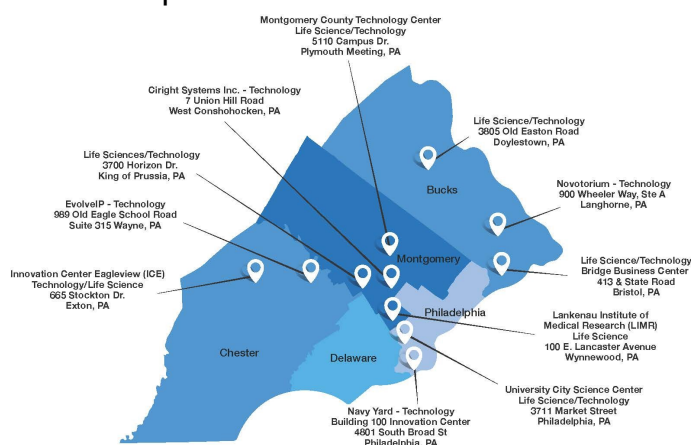 Montgomery County Technology Center
Life Science/Technology
5110 Campus Dr.
Plymouth Meeting, PA
Ciright Systems Inc. - Technology
7 Union Hill Road
West Conshohocken, PA
Life Science/Technology
3805 Old Easton Road
Doylestown, PA
Life Sciences/Technology
3700 Horizon Dr.
King of Prussia, PA
Bucks
Novotorium - Technology
900 Wheeler Way, Ste A
Langhorne, PA
EvolveIP - Technology
989 Old Eagle School Road
Suite 315 Wayne, PA
Montgomery
Life Science/Technology
Bridge Business Center
413 & State Road
Bristol, PA
Innovation Center Eagleview (ICE)
Technology/Life Science
665 Stockton Dr.
Exton, PA
Philadelphia
Lankenau Institute of
Medical Research (LIMR)
Life Science
100 E. Lancaster Avenue
Wynnewood, PA
Chester
Delaware
University City Science Center
Life Science/Technology
3711 Market Street
Philadelphia, PA
Navy Yard - Technology
Building 100 Innovation Center
4801 South Broad St
Philadelphia, PA